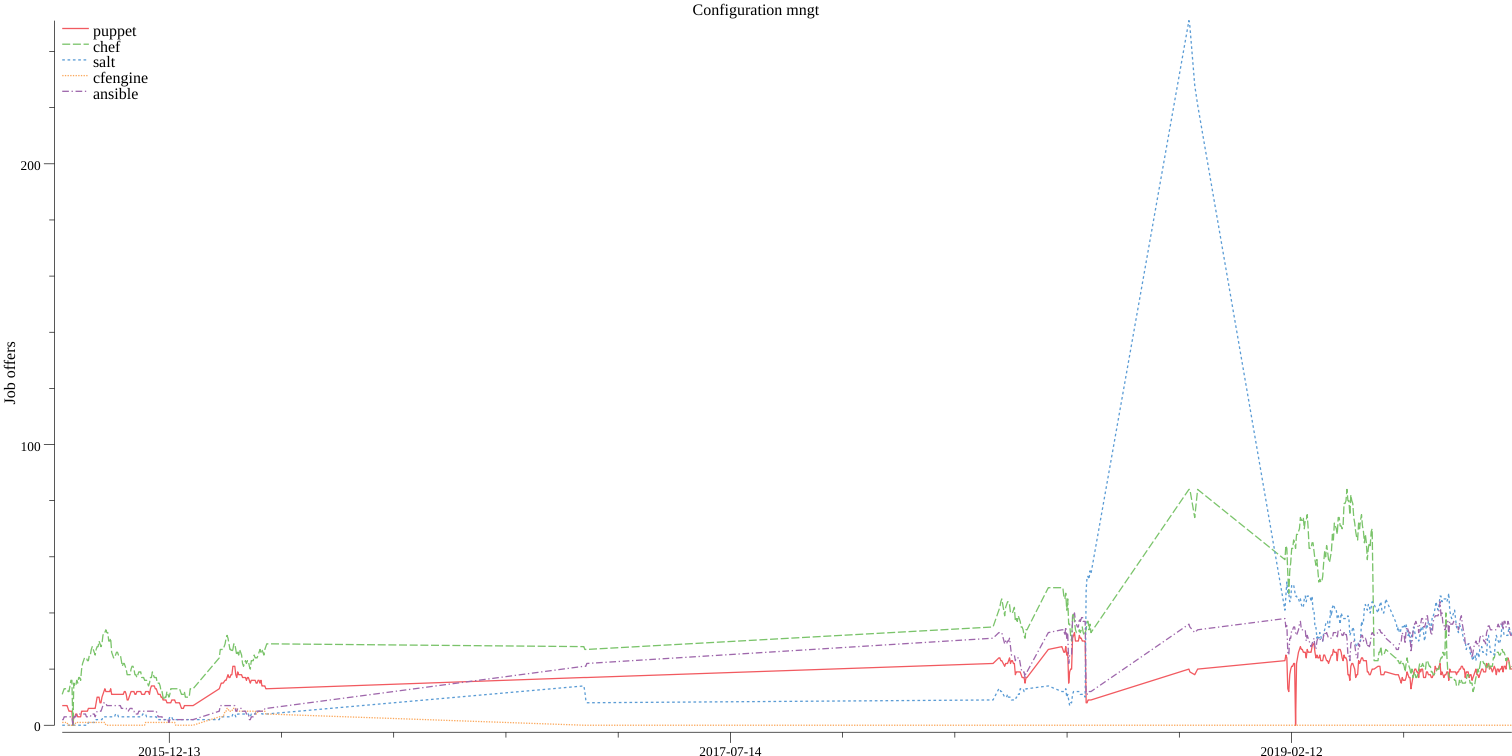 Configuration mngt
puppet
chef
salt
cfengine
ansible
200
100
0
Job offers
2015-12-13
2017-07-14
2019-02-12